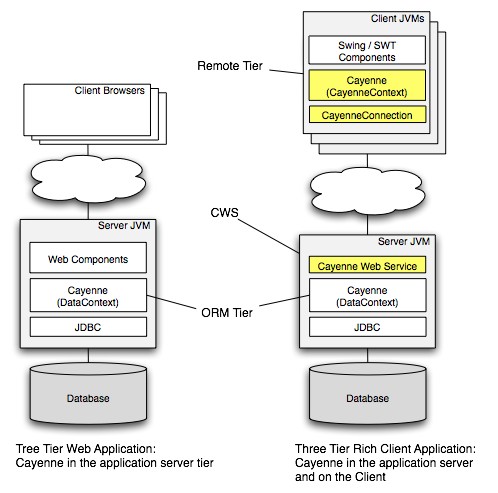 Client JVMs
Swing / SWT
Components
Remote Tier
Cayenne
(CayenneContext)
CayenneConnection
Client Browsers
CWS
Server JVM
Web Components
Cayenne
(DataContext)
JDBC
ORM Tier
Server JVM
Cayenne Web Service
Cayenne
(DataContext)
JDBC
Database
Database
Tree Tier Web Application:
Cayenne in the application server tier
Three Tier Rich Client Application:
Cayenne in the application server
and on the Client